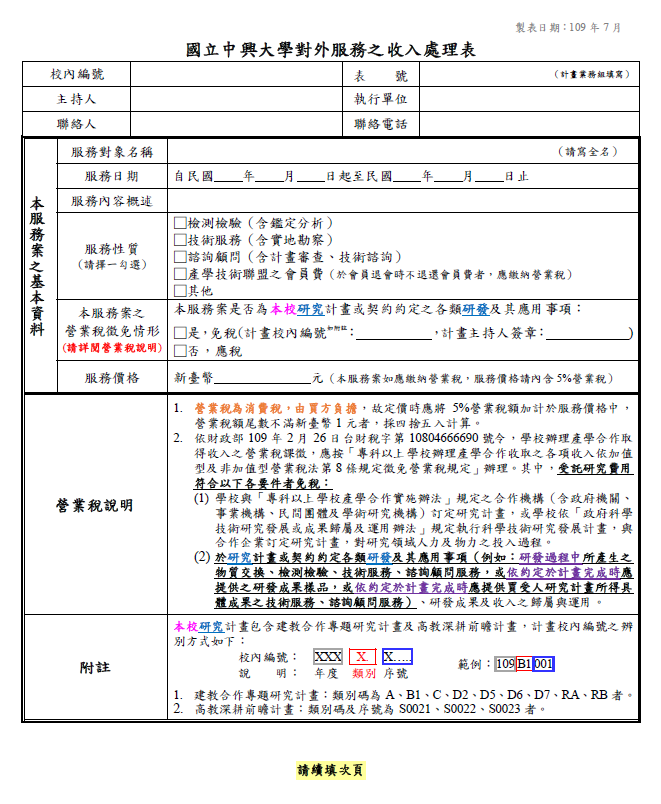 製表日期：109 年 7 月
國立中興大學對外服務之收入處理表
校內編號 表 號 (計畫業務組填寫)
主持人 執行單位
聯絡人 聯絡電話
本服務案之基本資料
服務對象名稱 (請寫全名)
服務日期 自民國____年____月____日起至民國____年____月____日止
服務內容概述
服務性質
(請擇一勾選)
□檢測檢驗（含鑑定分析）
□技術服務（含實地勘察）
□諮詢顧問（含計畫審查、技術諮詢）
□產學技術聯盟之會員費（於會員退會時不退還會員費者，應繳納營業稅）
□其他
本服務案之
營業稅徵免情形
(請詳閱營業稅說明)
本服務案是否為本校研究計畫或契約約定之各類研發及其應用事項：
□是，免稅(計畫校內編號如附註：__________，計畫主持人簽章：__________)
□否，應稅
服務價格 新臺幣__________元（本服務案如應繳納營業稅，服務價格請內含 5%營業稅）
營業稅說明
1. 營業稅為消費稅，由買方負擔，故定價時應將 5%營業稅額加計於服務價格中，
營業稅額尾數不滿新臺幣 1 元者，採四捨五入計算。
2. 依財政部 109 年 2 月 26 日台財稅字第 10804666690 號令，學校辦理產學合作取
得收入之營業稅課徵，應按「專科以上學校辦理產學合作收取之各項收入依加值
型及非加值型營業稅法第 8 條規定徵免營業稅規定」辦理。其中，受託研究費用
符合以下各要件者免稅：
(1) 學校與「專科以上學校產學合作實施辦法」規定之合作機構（含政府機關、
事業機構、民間團體及學術研究機構）訂定研究計畫，或學校依「政府科學
技術研究發展或成果歸屬及運用辦法」規定執行科學技術研究發展計畫，與
合作企業訂定研究計畫，對研究領域人力及物力之投入過程。
(2) 於研究計畫或契約約定各類研發及其應用事項（例如：研發過程中所產生之
物質交換、檢測檢驗、技術服務、諮詢顧問服務，或依約定於計畫完成時應
提供之研發成果樣品，或依約定於計畫完成時應提供買受人研究計畫所得具
體成果之技術服務、諮詢顧問服務）、研發成果及收入之歸屬與運用。
附註
本校研究計畫包含建教合作專題研究計畫及高教深耕前瞻計畫，計畫校內編號之辨
別方式如下：
校內編號： XXX X X..... 範例：109B1001
說 明： 年度 類別 序號
1. 建教合作專題研究計畫：類別碼為 A、B1、C、D2、D5、D6、D7、RA、RB 者。
2. 高教深耕前瞻計畫：類別碼及序號為 S0021、S0022、S0023 者。
請續填次頁